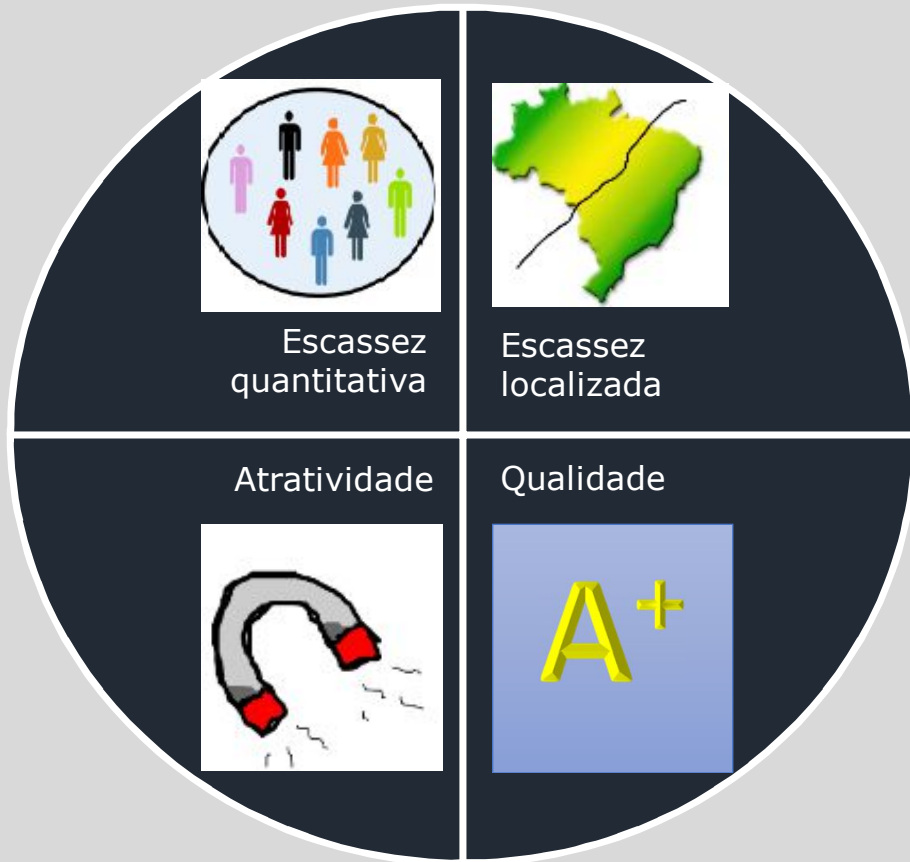 Escassez
quantitativa
Escassez
localizada
Atratividade
Qualidade
A+